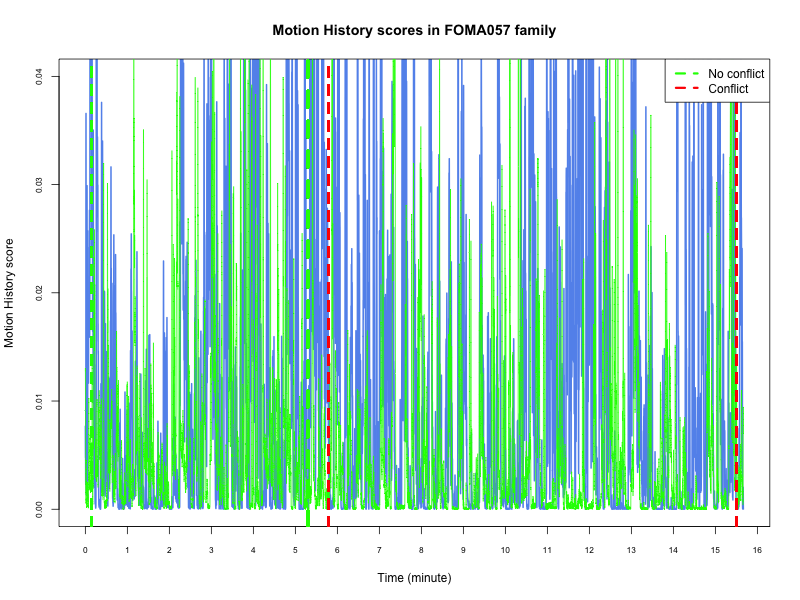 Motion History scores in FOMA057 family
No conflict
Conflict
Motion History score
0.04
0.03
0.02
0.01
0.00
0 1 2 3 4 5 6 7 8 9 10 11 12 13 14 15 16
Time (minute)